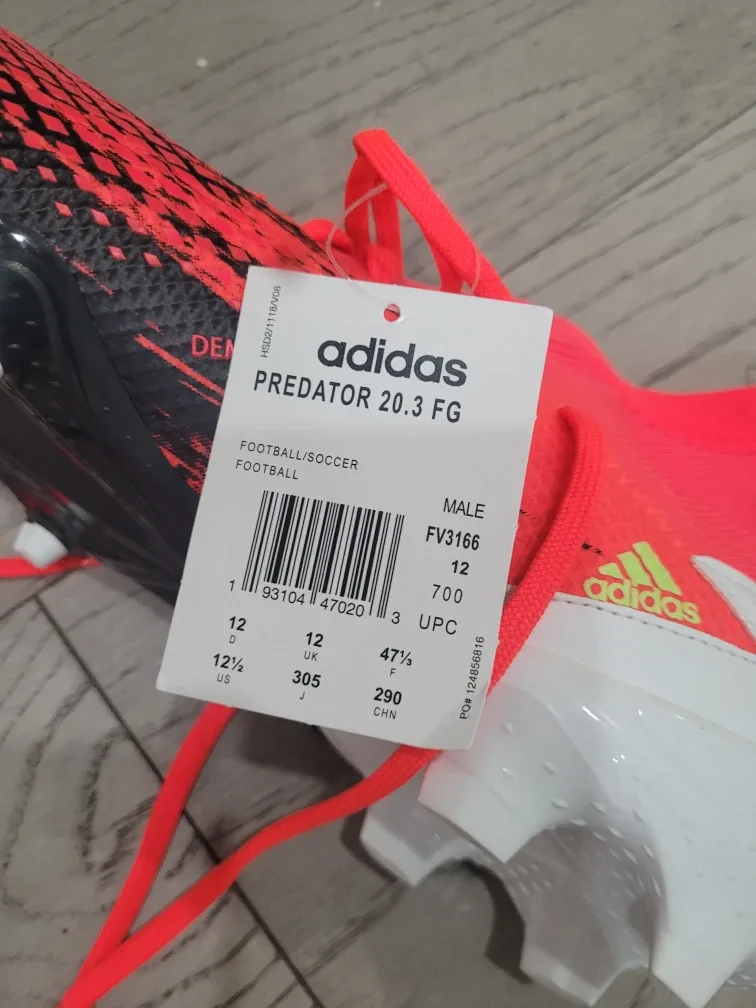 HSD2/1118/V08
DEM
adidas
PREDATOR 20.3 FG
FOOTBALL/SOCCER
FOOTBALL
MALE
FV3166
12
700
UPC
1 93104 47020 3
12 D
12 UK
47⅓ F
12½ US
305 J
290 CHN
PO# 124856816
adidas